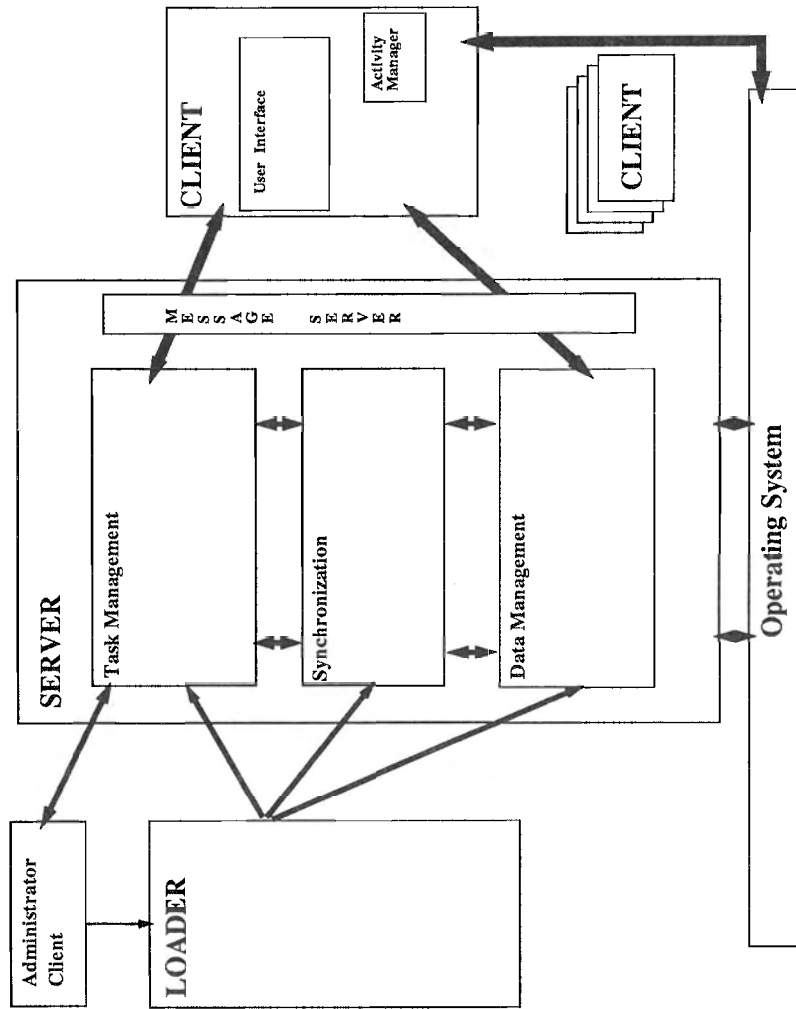 Administrator
Client
LOADER
SERVER
Task Management
Synchronization
Data Management
MESSAGE SERVER
CLIENT
User Interface
Activity
Manager
CLIENT
Operating System